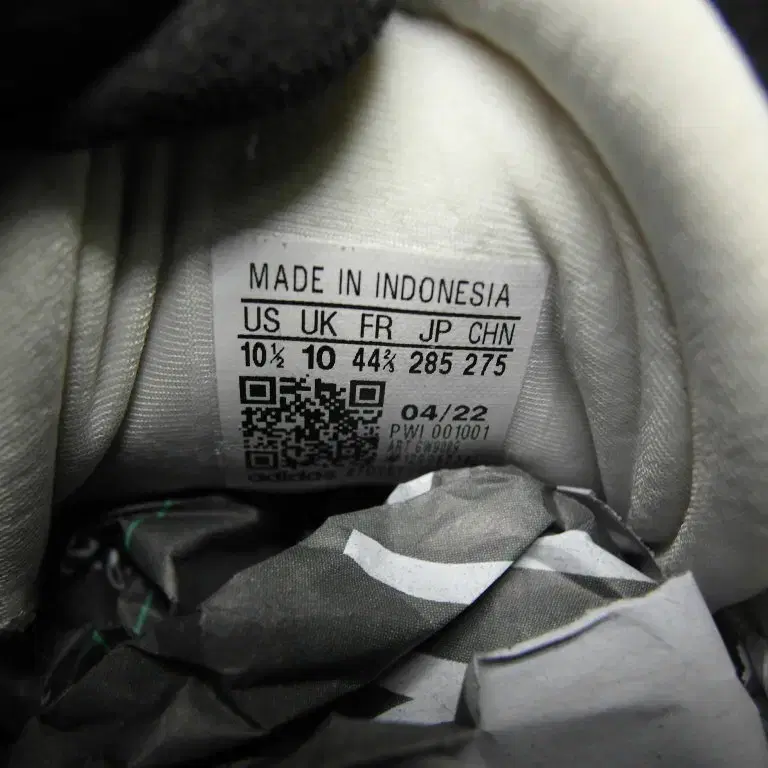 MADE IN INDONESIA
US UK FR JP CHN
10½ 10 44⅔ 285 275
04/22
PWI 001001
adidas